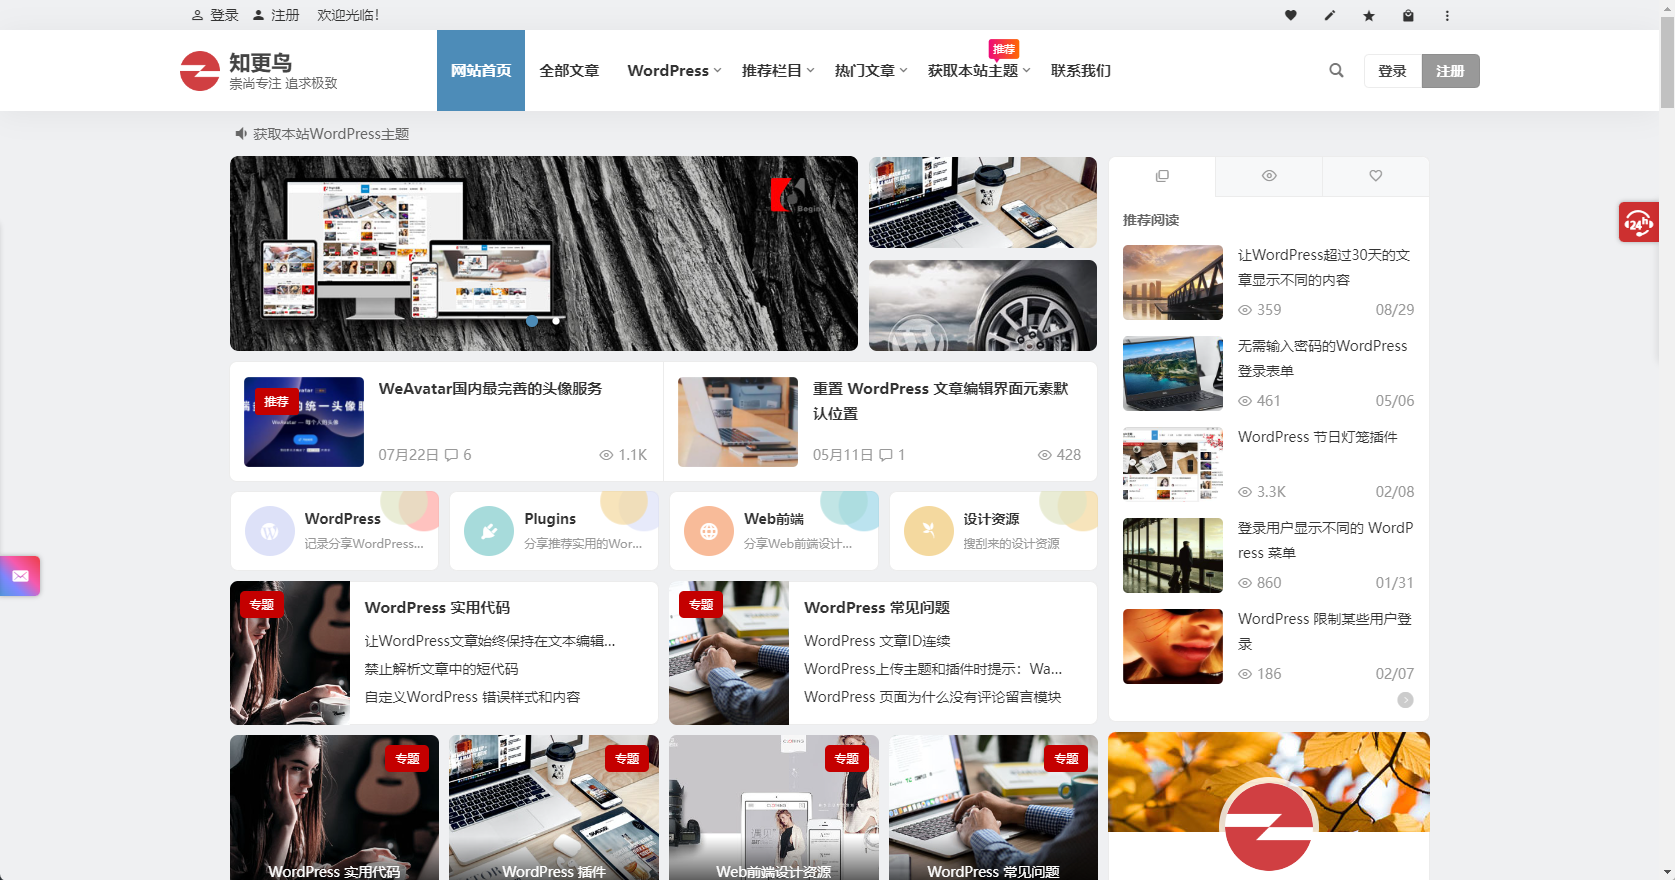 登录 注册 欢迎光临！
知更鸟
崇尚专注 追求极致
网站首页 全部文章 WordPress 推荐栏目 热门文章 获取本站主题 推荐 联系我们
登录 注册
获取本站WordPress主题
推荐阅读
让WordPress超过30天的文
章显示不同的内容
359 08/29
无需输入密码的WordPress
登录表单
461 05/06
WordPress 节日灯笼插件
3.3K 02/08
登录用户显示不同的 WordP
ress 菜单
860 01/31
WordPress 限制某些用户登
录
186 02/07
24h
推荐
WeAvatar国内最完善的头像服务
07月22日 6 1.1K
重置 WordPress 文章编辑界面元素默
认位置
05月11日 1 428
WordPress
记录分享WordPress...
Plugins
分享推荐实用的Wor...
Web前端
分享Web前端设计...
设计资源
搜刮来的设计资源
专题
WordPress 实用代码
让WordPress文章始终保持在文本编辑...
禁止解析文章中的短代码
自定义WordPress 错误样式和内容
专题
WordPress 常见问题
WordPress 文章ID连续
WordPress上传主题和插件时提示：Wa...
WordPress 页面为什么没有评论留言模块
专题
WordPress 实用代码
专题
WordPress 插件
专题
Web前端设计资源
专题
WordPress 常见问题